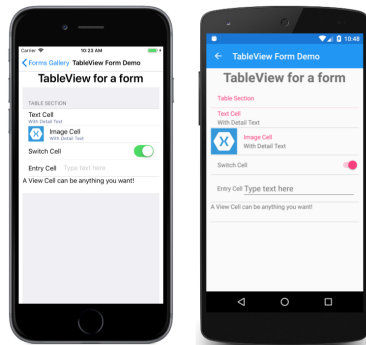 Carrier 10:23 AM
Forms Gallery TableView Form Demo
TableView for a form
TABLE SECTION
Text Cell
With Detail Text
Image Cell
With Detail Text
Switch Cell
Entry Cell Type text here
A View Cell can be anything you want!
10:48
TableView Form Demo
TableView for a form
Table Section
Text Cell
With Detail Text
Image Cell
With Detail Text
Switch Cell
Entry Cell Type text here
A View Cell can be anything you want!